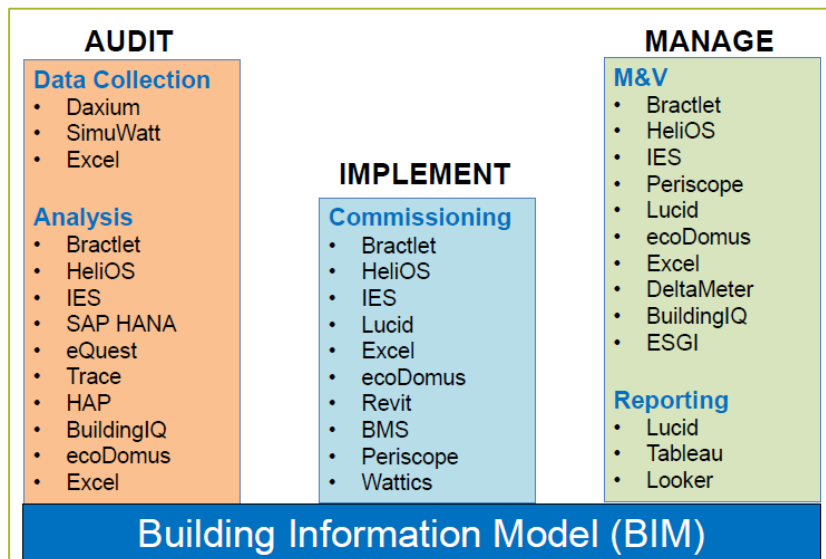 AUDIT
Data Collection
• Daxium
• SimuWatt
• Excel
Analysis
• Bractlet
• HeliOS
• IES
• SAP HANA
• eQuest
• Trace
• HAP
• BuildingIQ
• ecoDomus
• Excel
IMPLEMENT
Commissioning
• Bractlet
• HeliOS
• IES
• Lucid
• Excel
• ecoDomus
• Revit
• BMS
• Periscope
• Wattics
MANAGE
M&V
• Bractlet
• HeliOS
• IES
• Periscope
• Lucid
• ecoDomus
• Excel
• DeltaMeter
• BuildingIQ
• ESGI
Reporting
• Lucid
• Tableau
• Looker
Building Information Model (BIM)